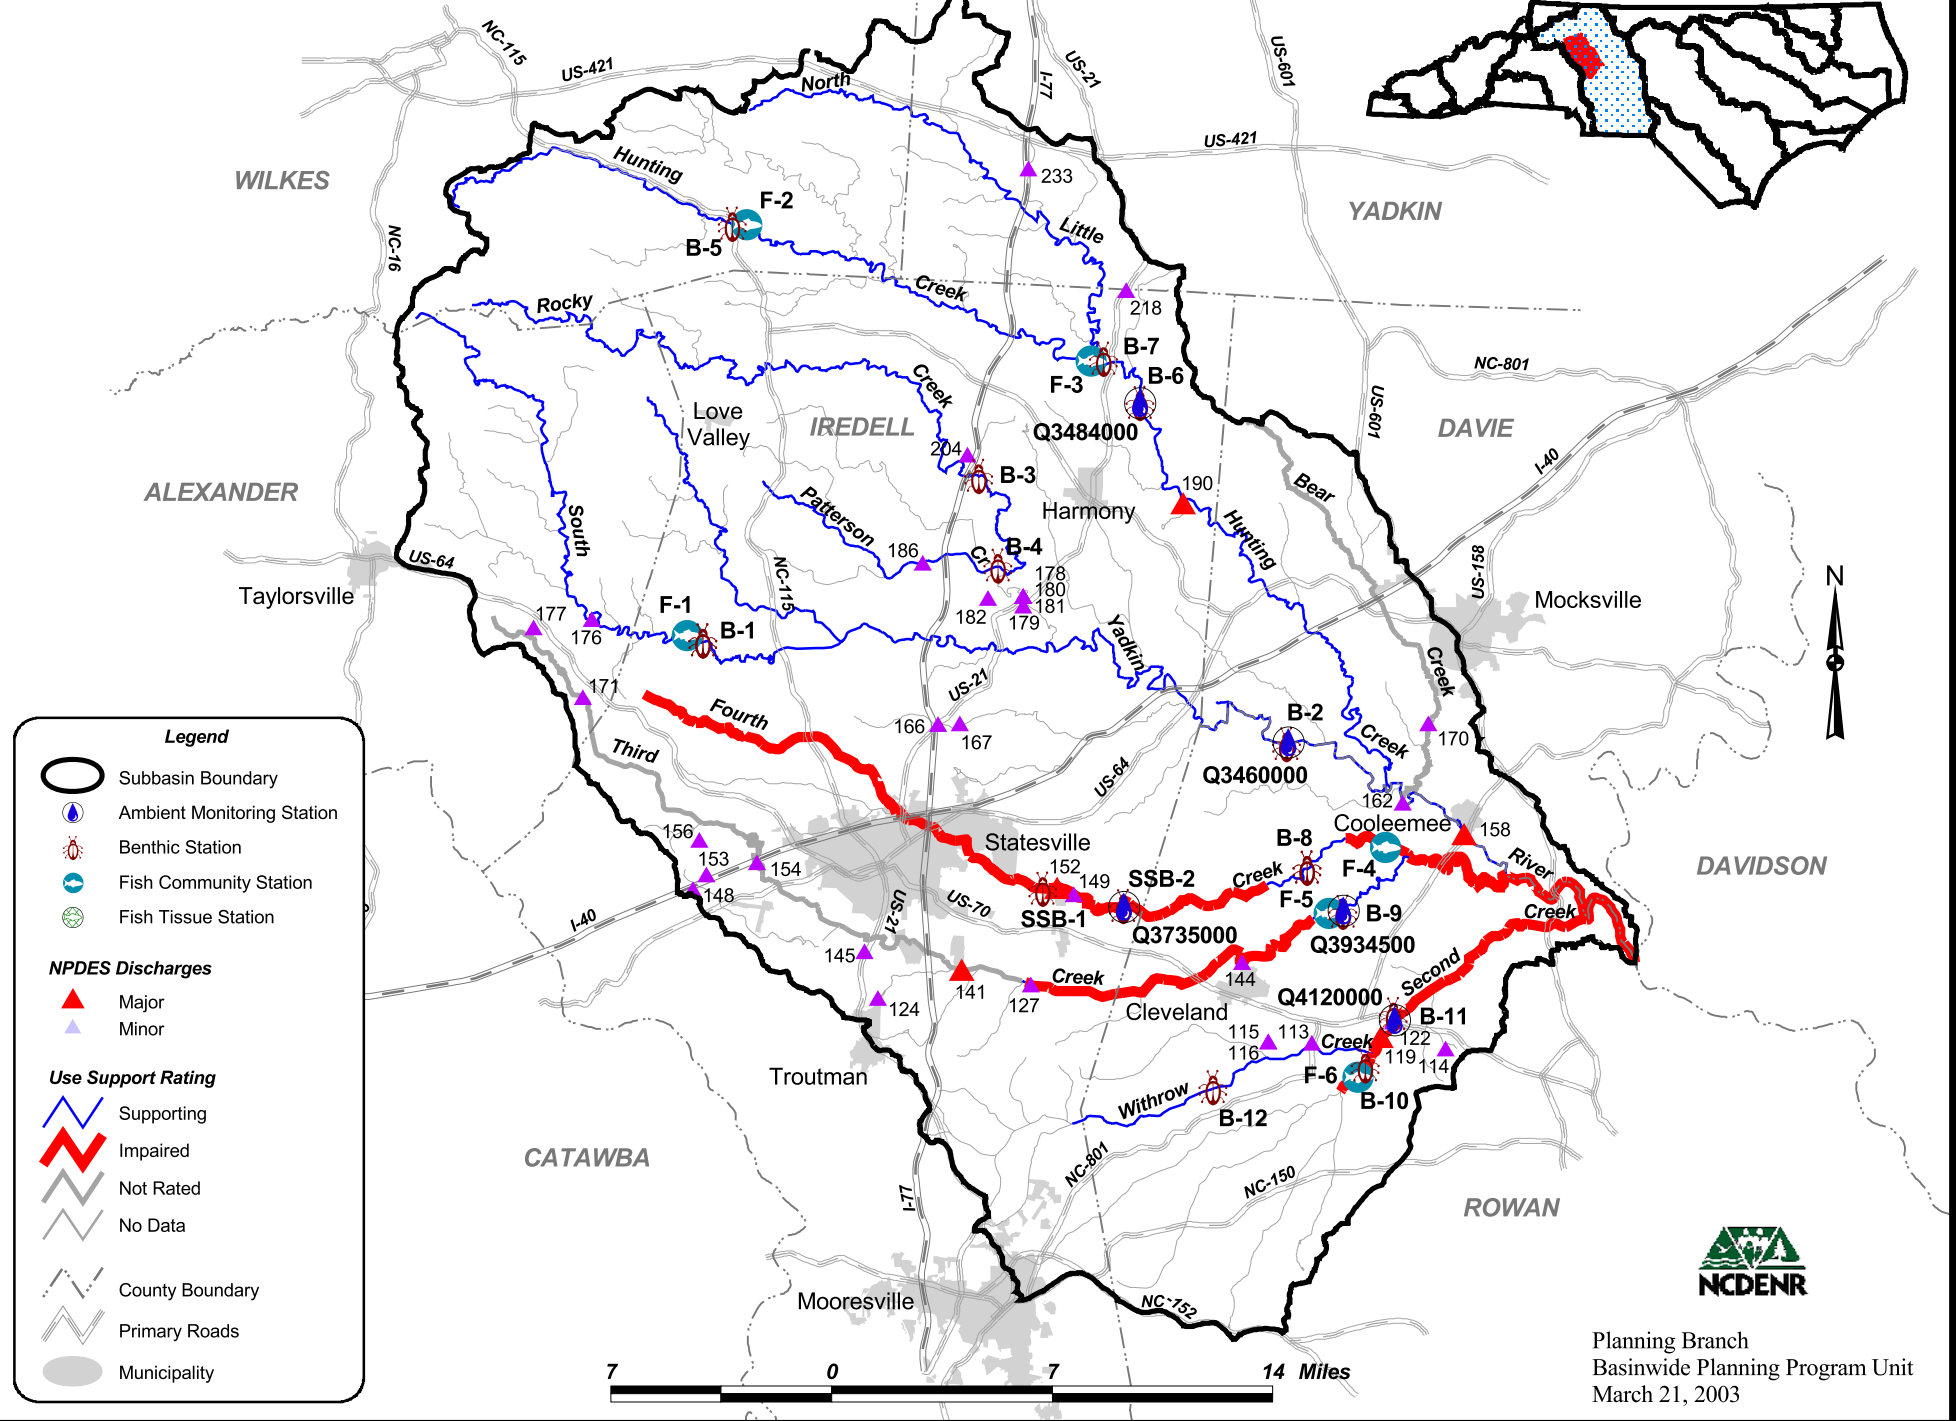 NC-115
US-421
North
I-77
US-21
US-601
US-421
WILKES
Hunting
233
YADKIN
F-2
B-5
NC-16
Little
Creek
Rocky
218
B-7
F-3
B-6
NC-801
Creek
US-601
Love
Valley
IREDELL
Q3484000
DAVIE
204
B-3
I-40
ALEXANDER
Patterson
Harmony
190
Bear
South
Hunting
186
Cr.
B-4
US-64
NC-115
178
180
181
179
182
US-158
Taylorsville
Mocksville
N
177
176
F-1
B-1
Yadkin
Creek
171
US-21
Fourth
166
167
B-2
Creek
170
Third
Q3460000
US-64
162
Cooleemee
158
156
153
154
148
Statesville
152
149
B-8
F-4
River
DAVIDSON
Creek
SSB-2
F-5
SSB-1
US-21
US-70
Q3735000
B-9
Q3934500
Creek
I-40
145
141
127
Creek
144
Second
124
Cleveland
Q4120000
B-11
115
116
113
Creek
122
119
114
Troutman
F-6
B-10
Withrow
B-12
CATAWBA
NC-801
NC-150
I-77
ROWAN
Mooresville
NC-152
Legend
Subbasin Boundary
Ambient Monitoring Station
Benthic Station
Fish Community Station
Fish Tissue Station
NPDES Discharges
Major
Minor
Use Support Rating
Supporting
Impaired
Not Rated
No Data
County Boundary
Primary Roads
Municipality
7 0 7 14 Miles
NCDENR
Planning Branch
Basinwide Planning Program Unit
March 21, 2003